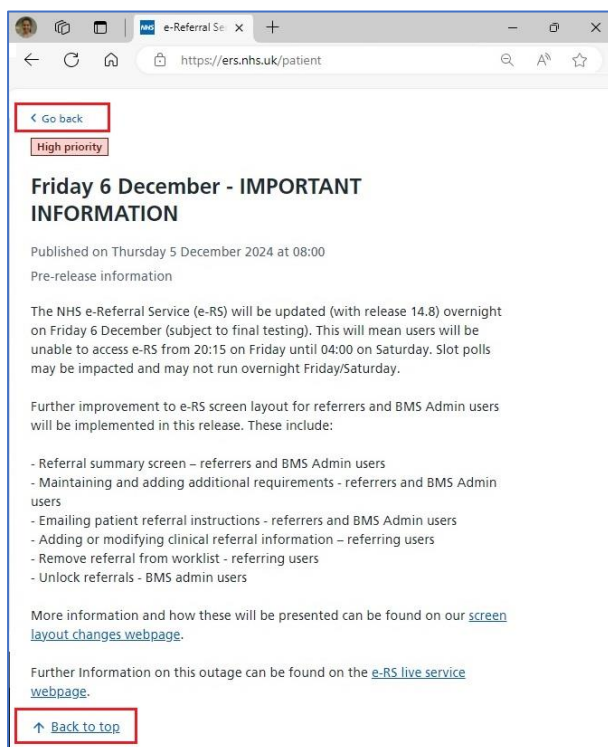 NHS e-Referral Se
https://ers.nhs.uk/patient
Go back
High priority
Friday 6 December - IMPORTANT
INFORMATION
Published on Thursday 5 December 2024 at 08:00
Pre-release information
The NHS e-Referral Service (e-RS) will be updated (with release 14.8) overnight
on Friday 6 December (subject to final testing). This will mean users will be
unable to access e-RS from 20:15 on Friday until 04:00 on Saturday. Slot polls
may be impacted and may not run overnight Friday/Saturday.
Further improvement to e-RS screen layout for referrers and BMS Admin users
will be implemented in this release. These include:
- Referral summary screen – referrers and BMS Admin users
- Maintaining and adding additional requirements - referrers and BMS Admin
users
- Emailing patient referral instructions - referrers and BMS Admin users
- Adding or modifying clinical referral information – referring users
- Remove referral from worklist - referring users
- Unlock referrals - BMS admin users
More information and how these will be presented can be found on our screen
layout changes webpage.
Further Information on this outage can be found on the e-RS live service
webpage.
Back to top